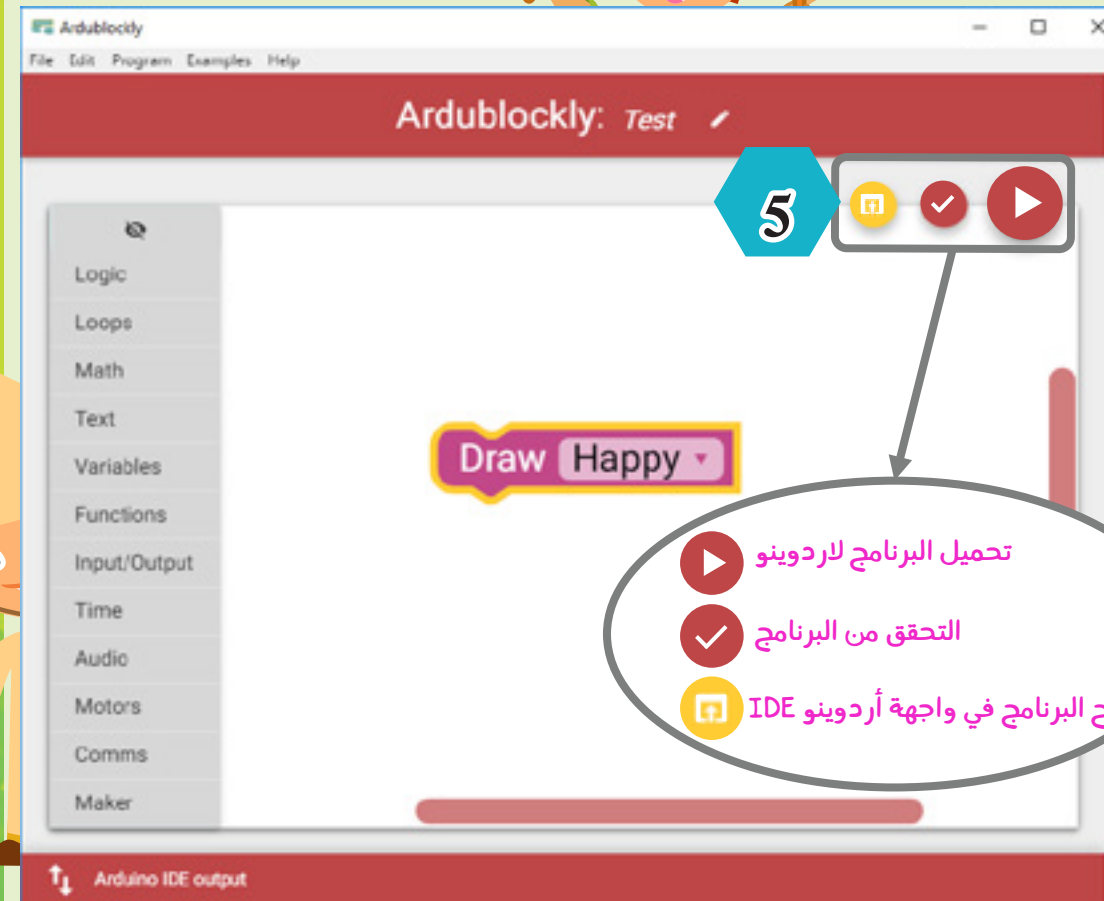 Ardublockly
File Edit Program Examples Help
Ardublockly: Test
5
Logic
Loops
Math
Text
Variables
Functions
Input/Output
Time
Audio
Motors
Comms
Maker
Draw Happy
تحميل البرنامج لاردوينو
التحقق من البرنامج
البرنامج في واجهة أردوينو IDE
Arduino IDE output